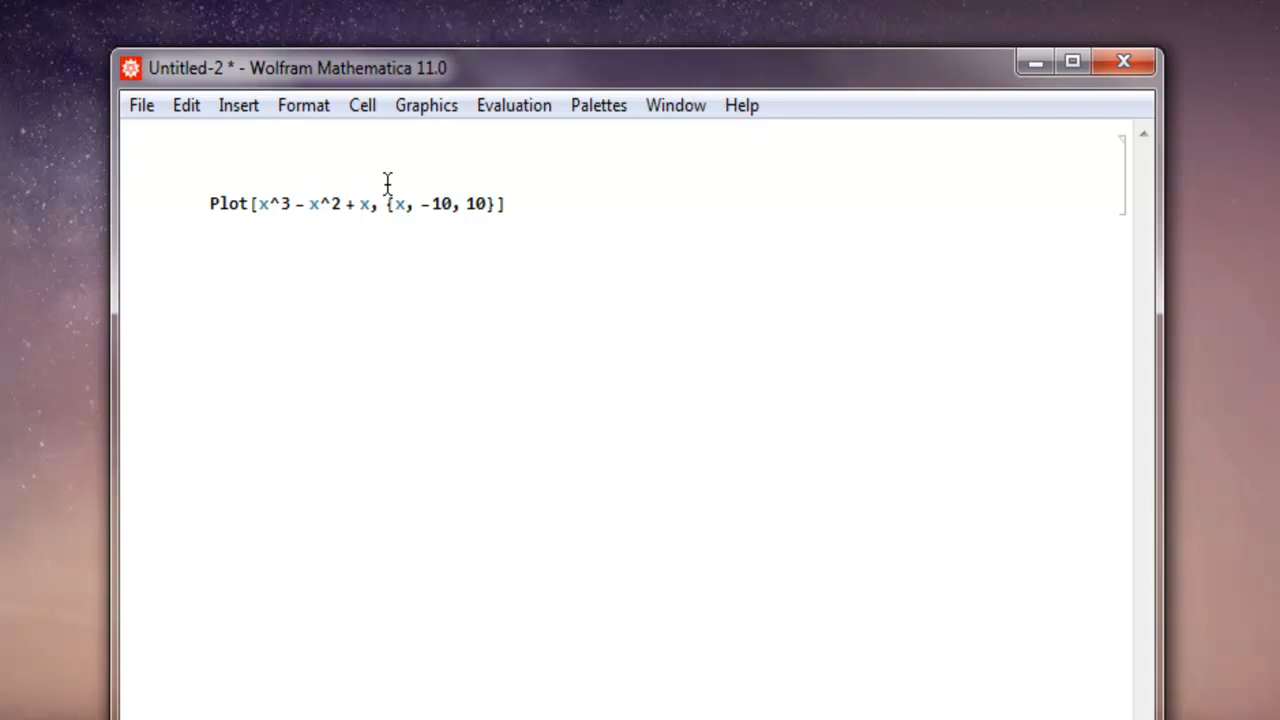 Untitled-2 * - Wolfram Mathematica 11.0
File Edit Insert Format Cell Graphics Evaluation Palettes Window Help
Plot[x^3 - x^2 + x, {x, -10, 10}]